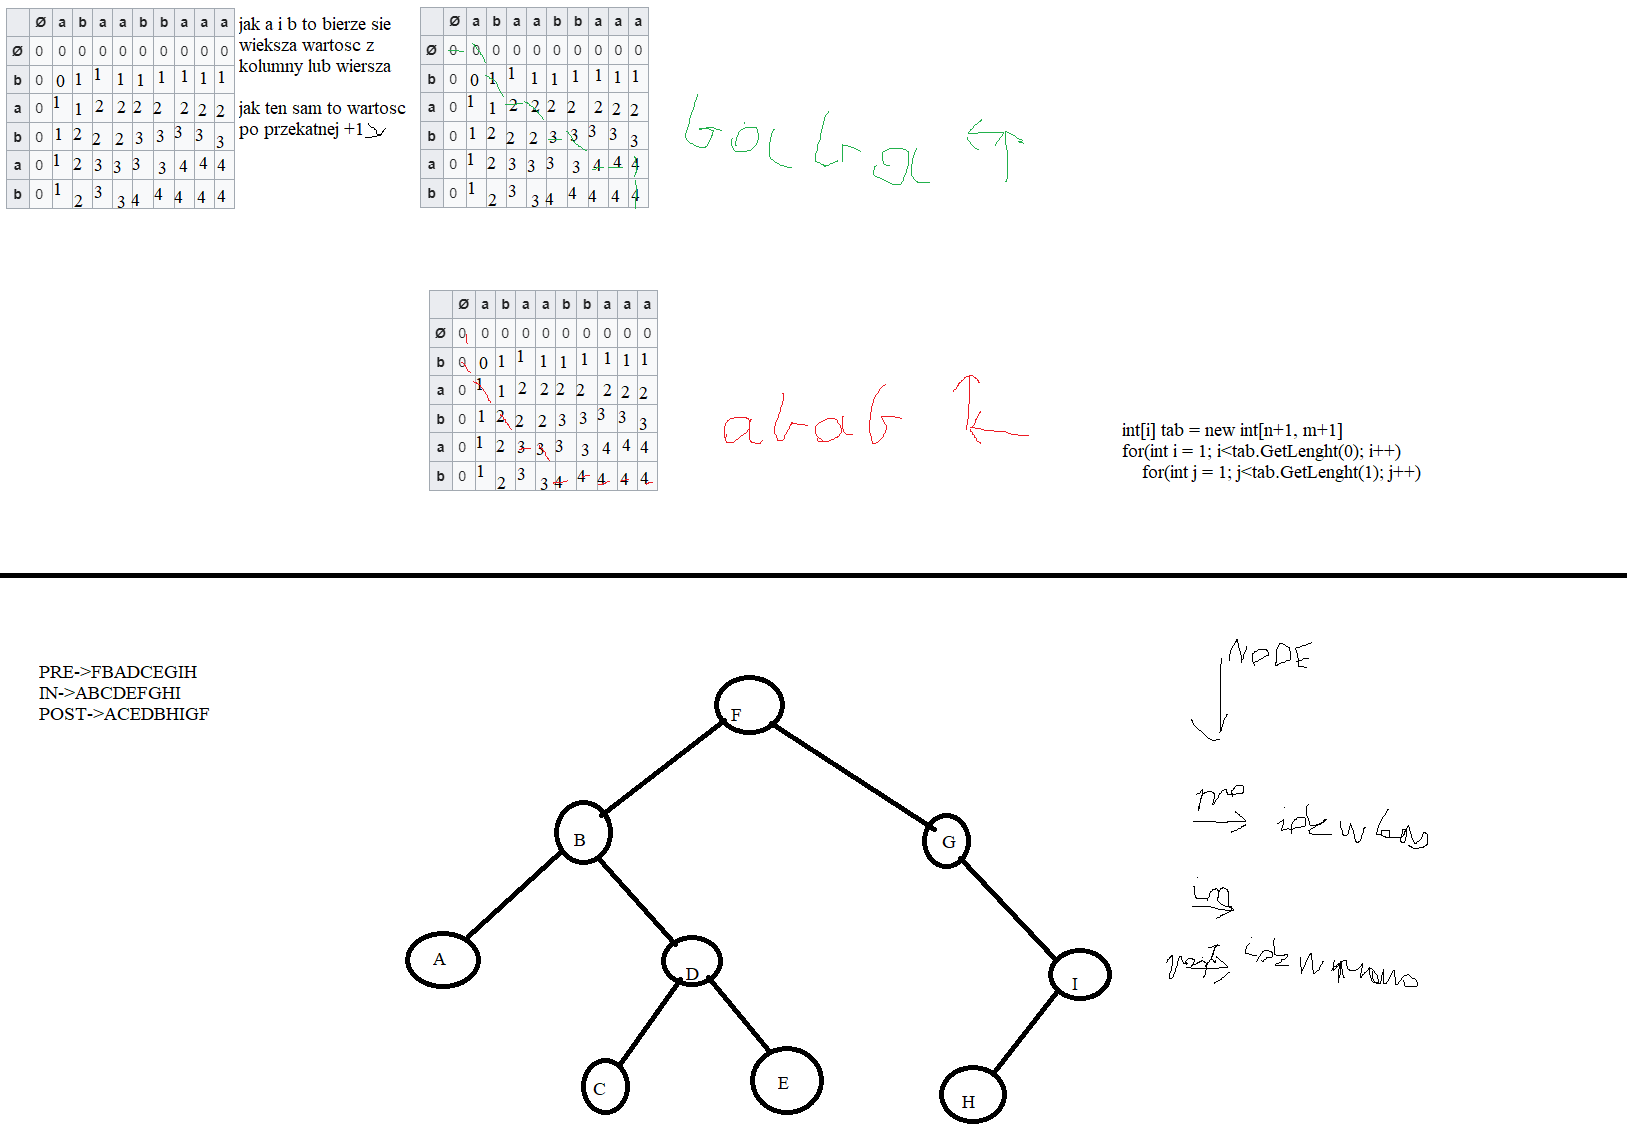 Ø a b a a b b a a a
Ø 0 0 0 0 0 0 0 0 0 0
b 0 0 1 1 1 1 1 1 1 1
a 0 1 1 2 2 2 2 2 2 2
b 0 1 2 2 2 3 3 3 3 3
a 0 1 2 3 3 3 3 4 4 4
b 0 1 2 3 3 4 4 4 4 4
jak a i b to bierze sie
wieksza wartosc z
kolumny lub wiersza
jak ten sam to wartosc
po przekatnej +1
Ø a b a a b b a a a
Ø 0 0 0 0 0 0 0 0 0 0
b 0 0 1 1 1 1 1 1 1 1
a 0 1 1 2 2 2 2 2 2 2
b 0 1 2 2 2 3 3 3 3 3
a 0 1 2 3 3 3 3 4 4 4
b 0 1 2 3 3 4 4 4 4 4
baba
Ø a b a a b b a a a
Ø 0 0 0 0 0 0 0 0 0 0
b 0 0 1 1 1 1 1 1 1 1
a 0 1 1 2 2 2 2 2 2 2
b 0 1 2 2 2 3 3 3 3 3
a 0 1 2 3 3 3 3 4 4 4
b 0 1 2 3 3 4 4 4 4 4
abab
int[i] tab = new int[n+1, m+1]
for(int i = 1; i<tab.GetLenght(0); i++)
for(int j = 1; j<tab.GetLenght(1); j++)
PRE->FBADCEGIH
IN->ABCDEFGHI
POST->ACEDBHIGF
F
B
G
A
D
I
C
E
H
NODE
idz w
in
post idz w prawo